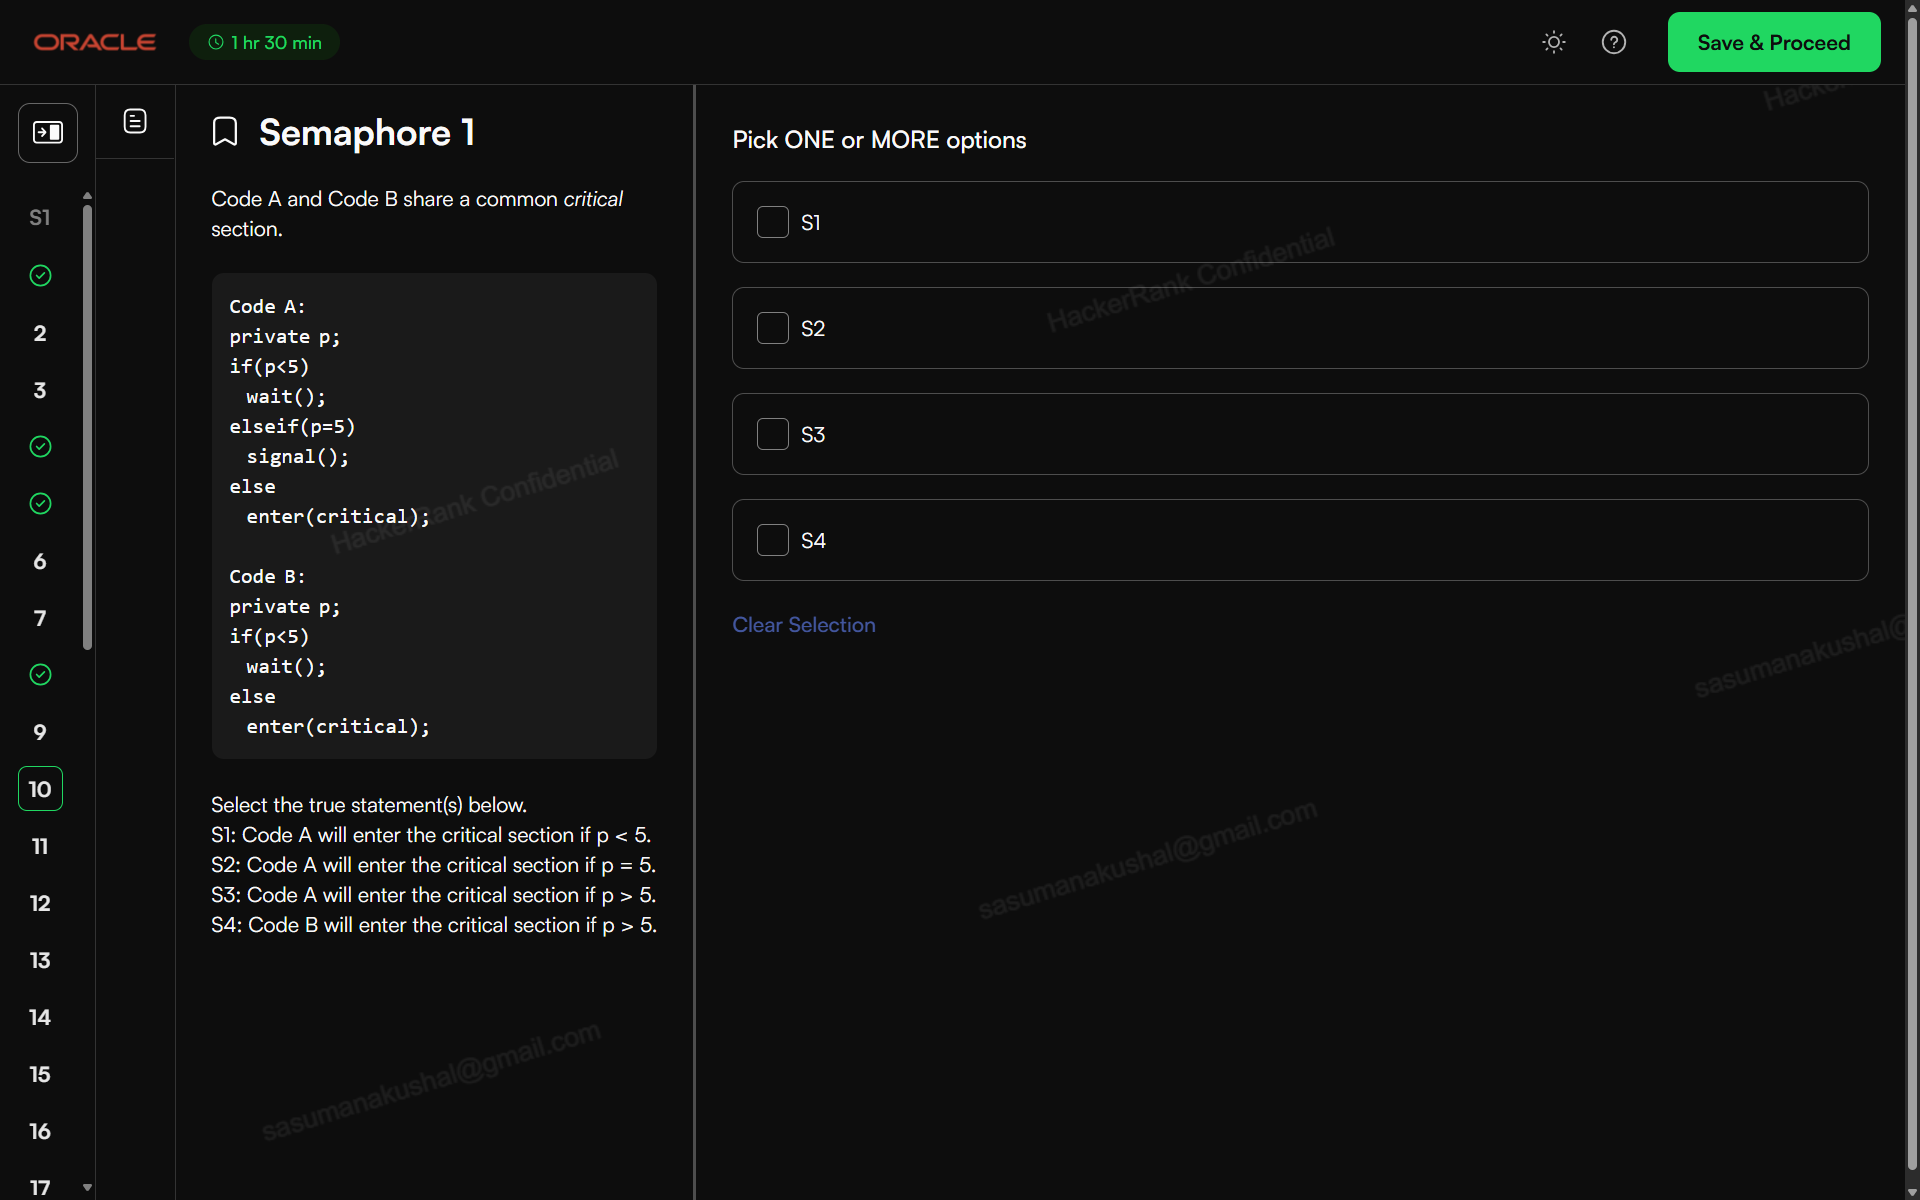 ORACLE
1 hr 30 min
Save & Proceed
S1
2
3
6
7
9
10
11
12
13
14
15
16
17
Semaphore 1
Code A and Code B share a common critical
section.
Code A:
private p;
if(p<5)
wait();
elseif(p=5)
signal();
else
enter(critical);
Code B:
private p;
if(p<5)
wait();
else
enter(critical);
Select the true statement(s) below.
S1: Code A will enter the critical section if p < 5.
S2: Code A will enter the critical section if p = 5.
S3: Code A will enter the critical section if p > 5.
S4: Code B will enter the critical section if p > 5.
Pick ONE or MORE options
S1
S2
S3
S4
Clear Selection
HackerRank Confidential
HackerRank Confidential
sasumanakushal@gmail.com
sasumanakushal@gmail.com
sasumanakushal@